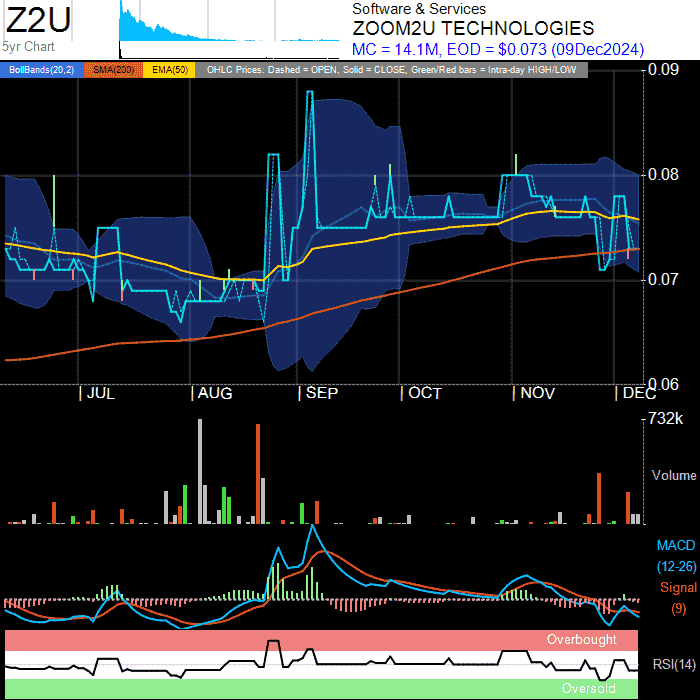 Z2U
5yr Chart
Software & Services
ZOOM2U TECHNOLOGIES
MC = 14.1M, EOD = $0.073 (09Dec2024)
BollBands(20,2) SMA(200) EMA(50) OHLC Prices: Dashed = OPEN, Solid = CLOSE, Green/Red bars = Intra-day HIGH/LOW
0.09
0.08
0.07
0.06
| JUL | AUG | SEP | OCT | NOV | DEC
732k
Volume
MACD
(12-26)
Signal
(9)
Overbought
RSI(14)
Oversold